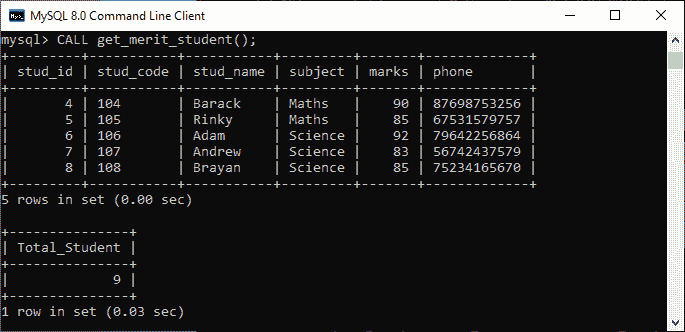 MySQL 8.0 Command Line Client
mysql> CALL get_merit_student();
+---------+-----------+-----------+---------+-------+-------------+
| stud_id | stud_code | stud_name | subject | marks | phone       |
+---------+-----------+-----------+---------+-------+-------------+
|       4 | 104       | Barack    | Maths   |    90 | 87698753256 |
|       5 | 105       | Rinky     | Maths   |    85 | 67531579757 |
|       6 | 106       | Adam      | Science |    92 | 79642256864 |
|       7 | 107       | Andrew    | Science |    83 | 56742437579 |
|       8 | 108       | Brayan    | Science |    85 | 75234165670 |
+---------+-----------+-----------+---------+-------+-------------+
5 rows in set (0.00 sec)
+---------------+
| Total_Student |
+---------------+
|             9 |
+---------------+
1 row in set (0.03 sec)